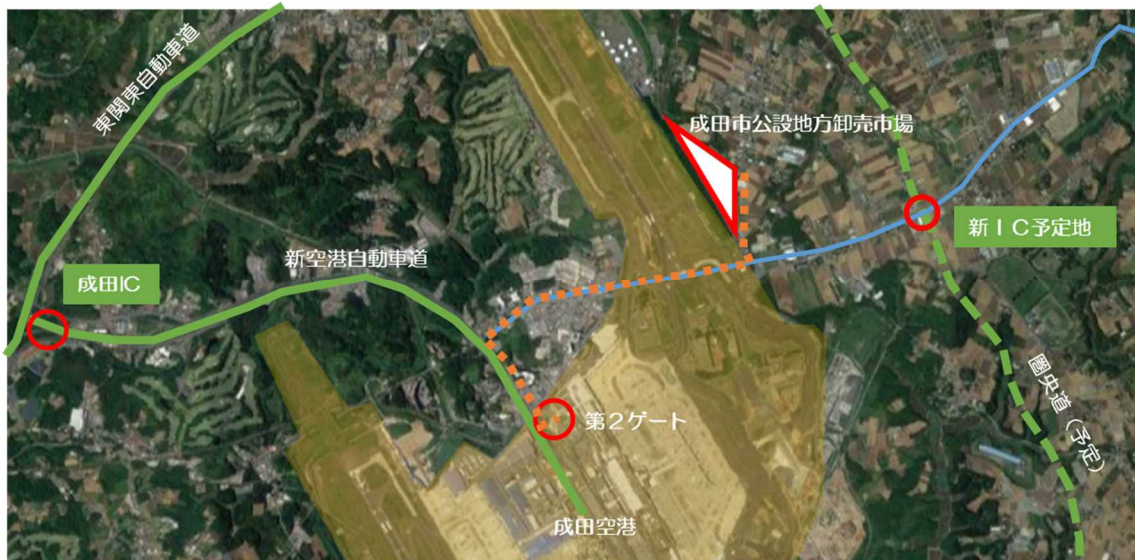 東関東自動車道
成田市公設地方卸売市場
新ＩＣ予定地
新空港自動車道
成田IC
圏央道（予定）
第２ゲート
成田空港